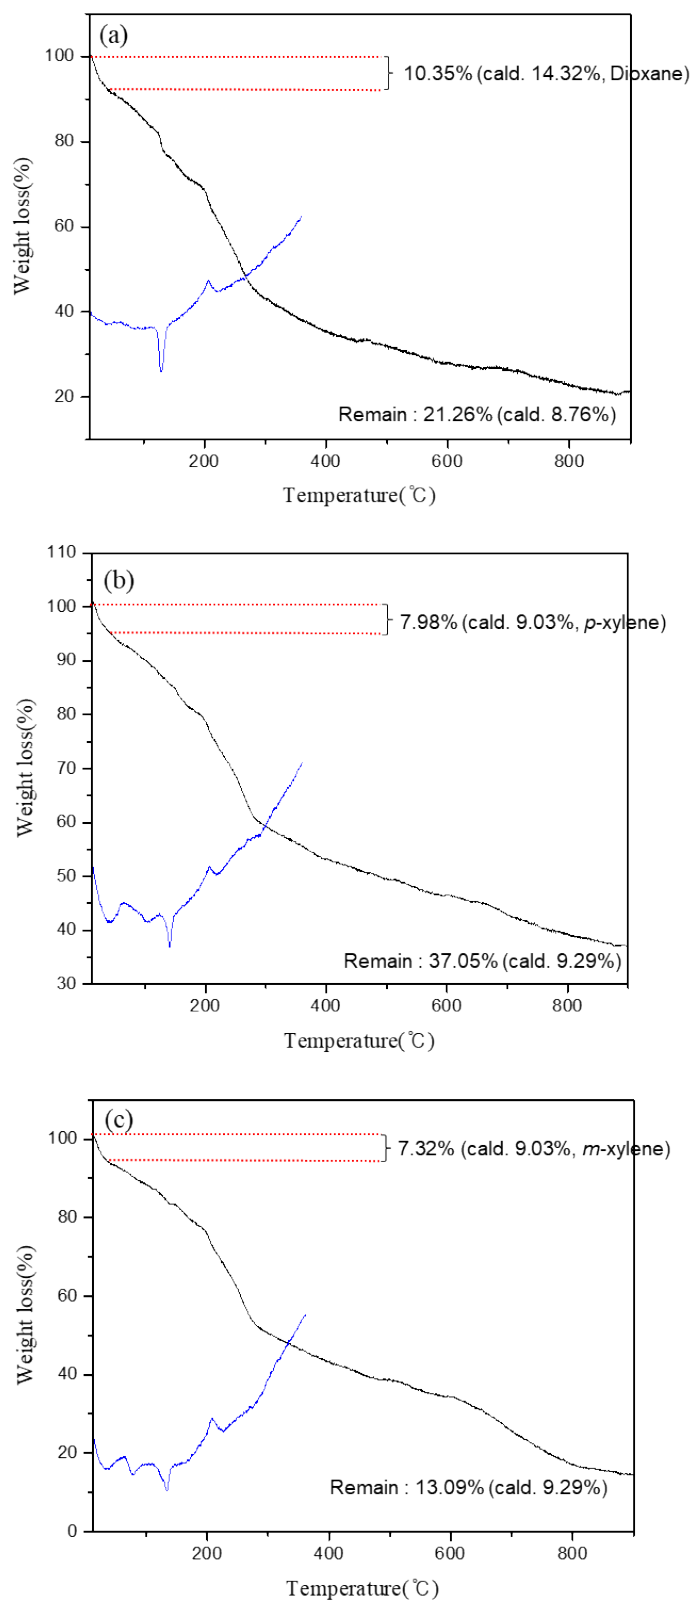 (a)
100
80
60
40
20
10.35% (cald. 14.32%, Dioxane)
Remain : 21.26% (cald. 8.76%)
200
400
600
800
Weight loss(%)
Temperature(℃)
(b)
110
100
90
80
70
60
50
40
30
7.98% (cald. 9.03%, p-xylene)
Remain : 37.05% (cald. 9.29%)
200
400
600
800
Weight loss(%)
Temperature(℃)
(c)
100
80
60
40
20
0
7.32% (cald. 9.03%, m-xylene)
Remain : 13.09% (cald. 9.29%)
200
400
600
800
Weight loss(%)
Temperature(℃)